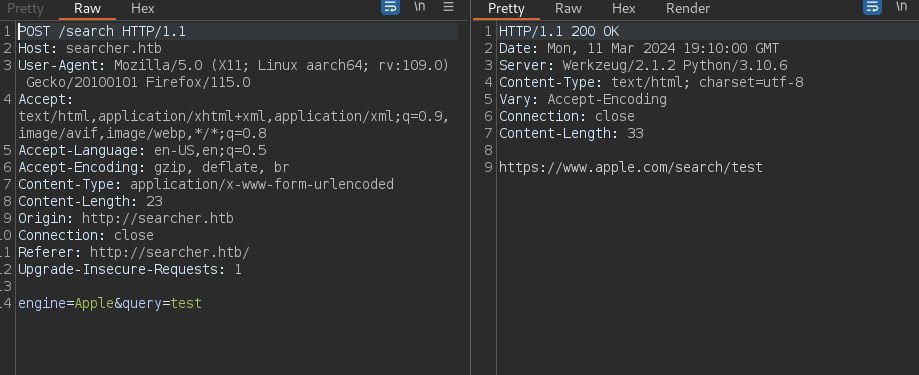 Pretty Raw Hex \n
1 POST /search HTTP/1.1
2 Host: searcher.htb
3 User-Agent: Mozilla/5.0 (X11; Linux aarch64; rv:109.0)
Gecko/20100101 Firefox/115.0
4 Accept:
text/html,application/xhtml+xml,application/xml;q=0.9,
image/avif,image/webp,*/*;q=0.8
5 Accept-Language: en-US,en;q=0.5
6 Accept-Encoding: gzip, deflate, br
7 Content-Type: application/x-www-form-urlencoded
8 Content-Length: 23
9 Origin: http://searcher.htb
10 Connection: close
11 Referer: http://searcher.htb/
12 Upgrade-Insecure-Requests: 1
13
14 engine=Apple&query=test
Pretty Raw Hex Render \n
1 HTTP/1.1 200 OK
2 Date: Mon, 11 Mar 2024 19:10:00 GMT
3 Server: Werkzeug/2.1.2 Python/3.10.6
4 Content-Type: text/html; charset=utf-8
5 Vary: Accept-Encoding
6 Connection: close
7 Content-Length: 33
8
9 https://www.apple.com/search/test